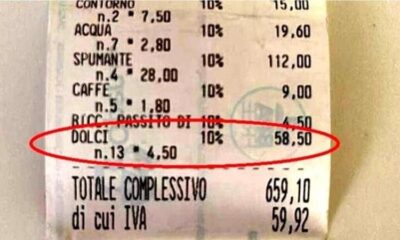 CONTORNO 10% 15,00
n.2 * 7,50
ACQUA 10% 19,60
n.7 * 2,80
SPUMANTE 10% 112,00
n.4 * 28,00
CAFFE 10% 9,00
n.5 * 1,80
BICC. PASSITO DI 10% 4,50
DOLCI 10% 58,50
n.13 * 4,50
TOTALE COMPLESSIVO 659,10
di cui IVA 59,92